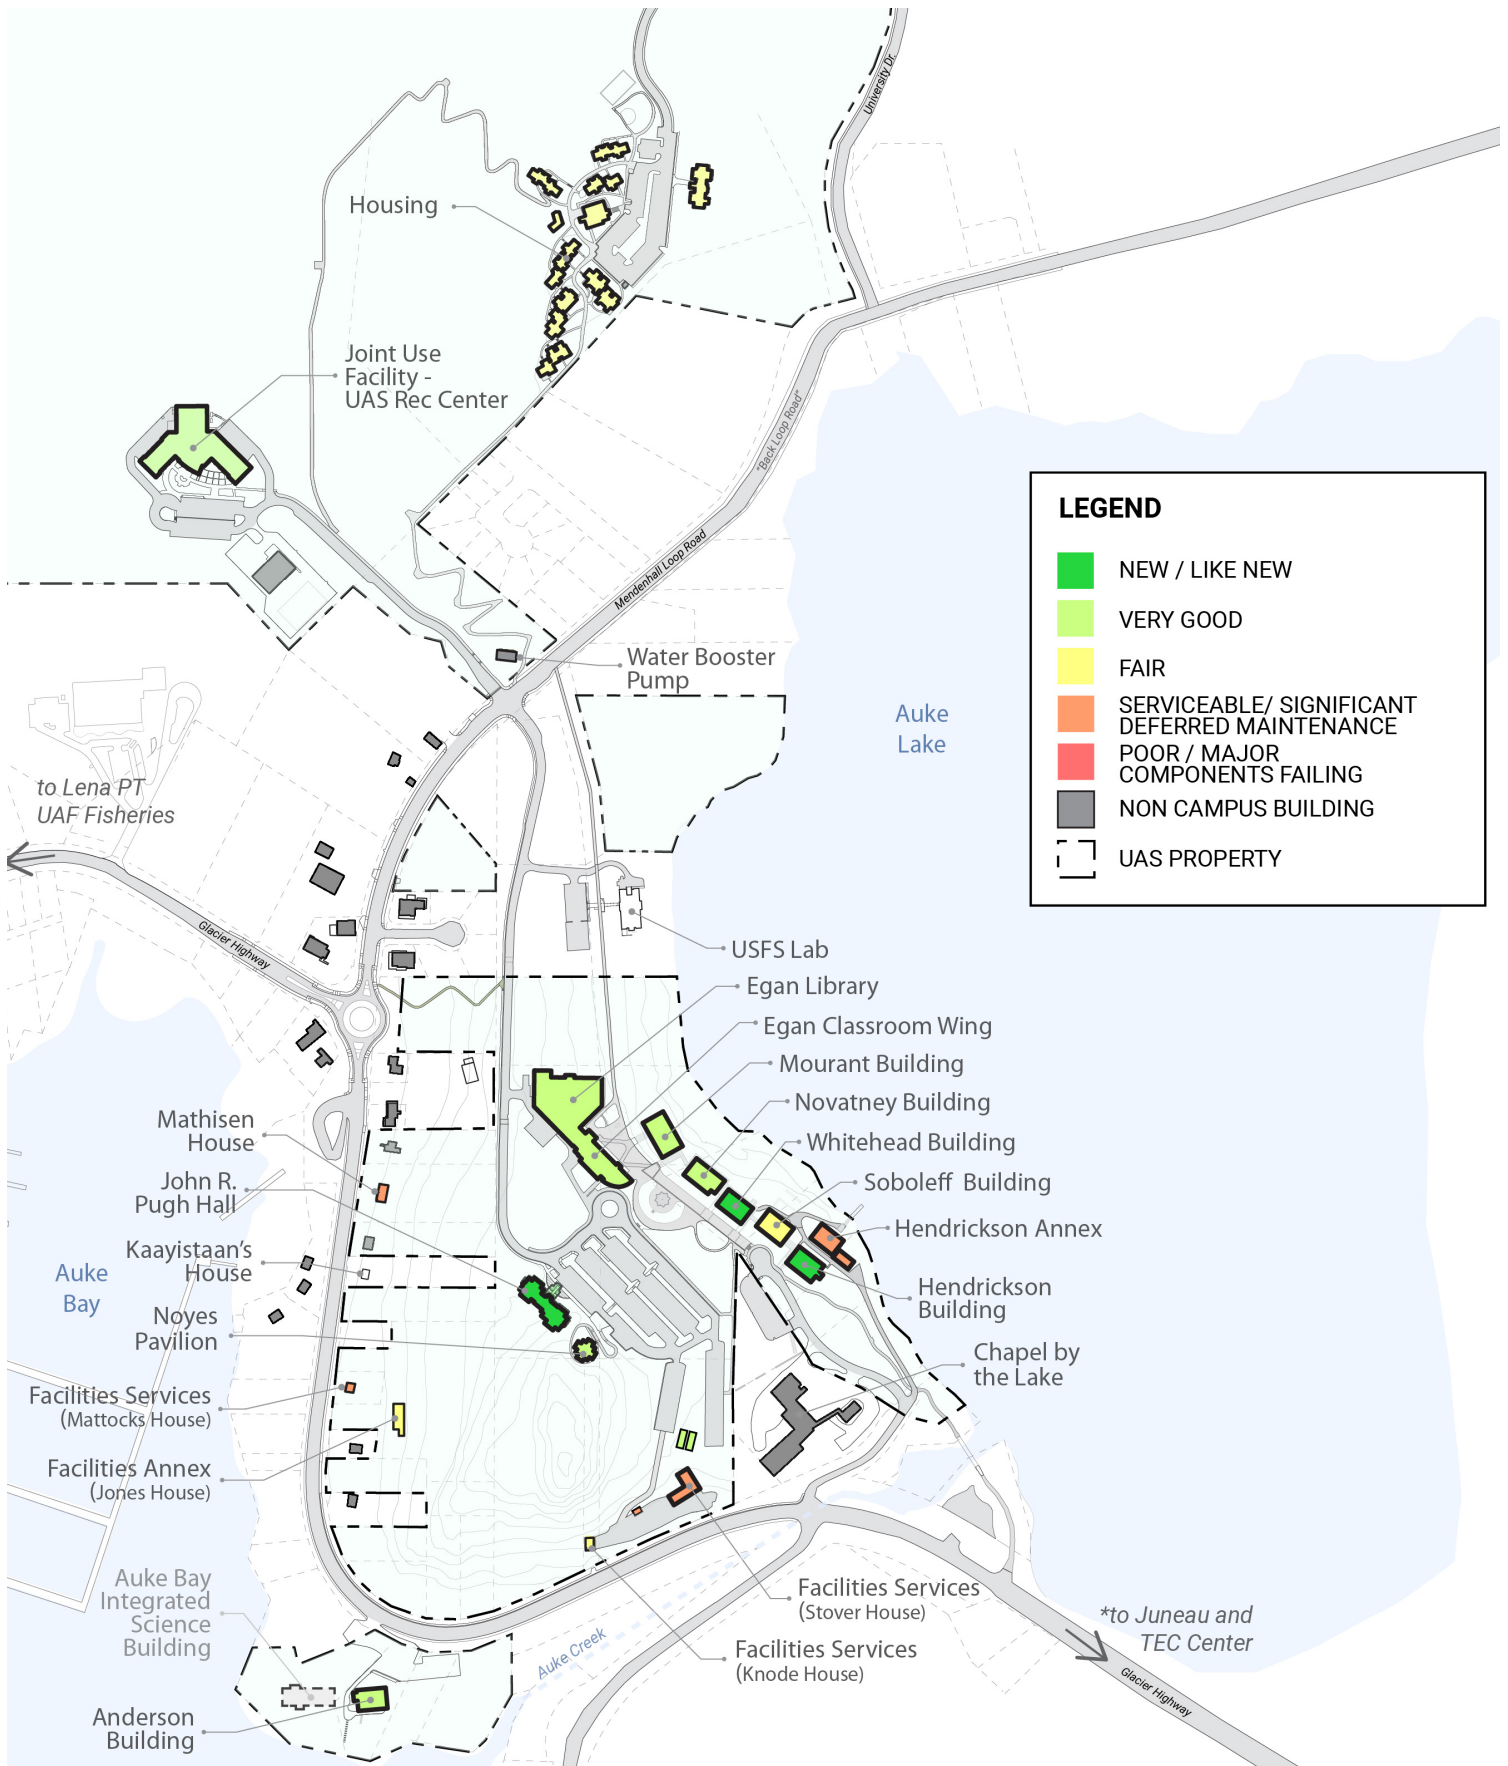 University Dr.
Housing
Joint Use
Facility -
UAS Rec Center
"Back Loop Road"
LEGEND
NEW / LIKE NEW
VERY GOOD
FAIR
SERVICEABLE/ SIGNIFICANT
DEFERRED MAINTENANCE
POOR / MAJOR
COMPONENTS FAILING
NON CAMPUS BUILDING
UAS PROPERTY
Mendenhall Loop Road
Water Booster
Pump
Auke
Lake
to Lena PT
UAF Fisheries
Glacier Highway
USFS Lab
Egan Library
Egan Classroom Wing
Mourant Building
Novatney Building
Whitehead Building
Soboleff Building
Hendrickson Annex
Hendrickson
Building
Chapel by
the Lake
Mathisen
House
John R.
Pugh Hall
Kaayistaan's
House
Auke
Bay
Noyes
Pavilion
Facilities Services
(Mattocks House)
Facilities Annex
(Jones House)
Auke Bay
Integrated
Science
Building
Anderson
Building
Facilities Services
(Stover House)
Facilities Services
(Knode House)
Auke Creek
*to Juneau and
TEC Center
Glacier Highway